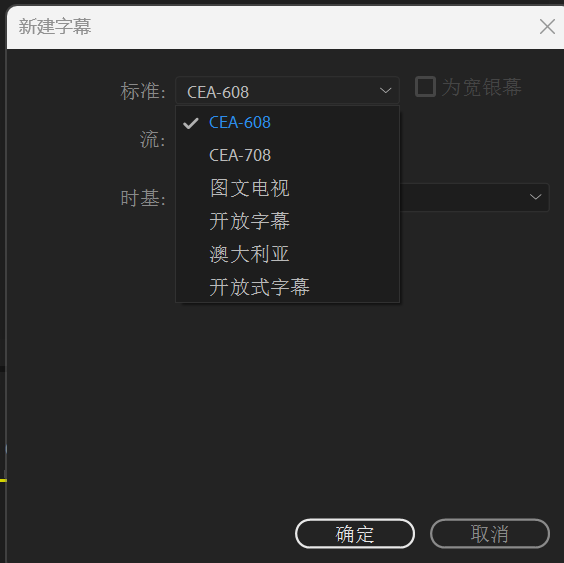 新建字幕
标准: CEA-608 为宽银幕
CEA-608
流:
CEA-708
图文电视
时基:
开放字幕
澳大利亚
开放式字幕
确定 取消